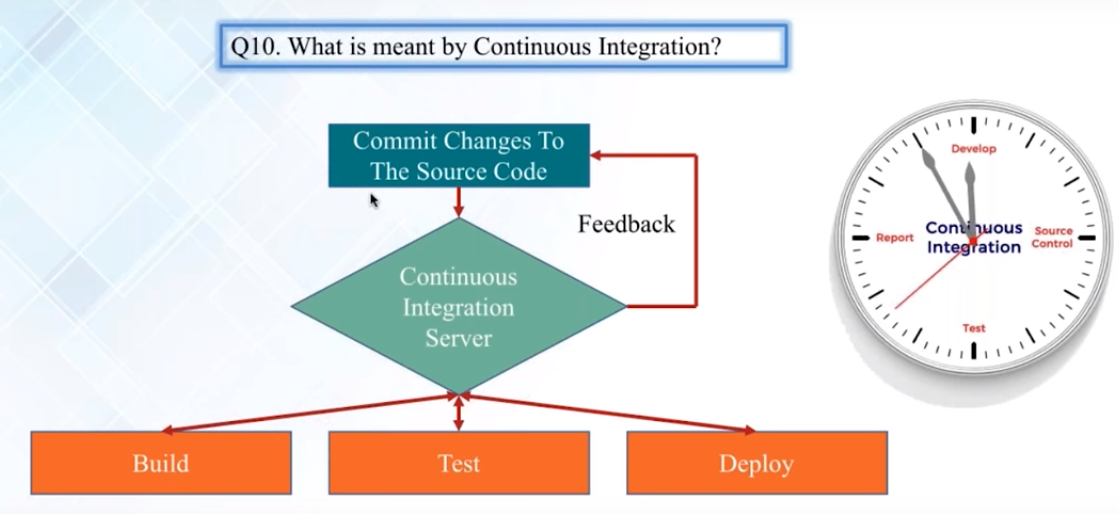 Q10. What is meant by Continuous Integration?
Commit Changes To
The Source Code
Feedback
Continuous
Integration
Server
Build
Test
Deploy
Develop
Report
Continuous
Integration
Source
Control
Test